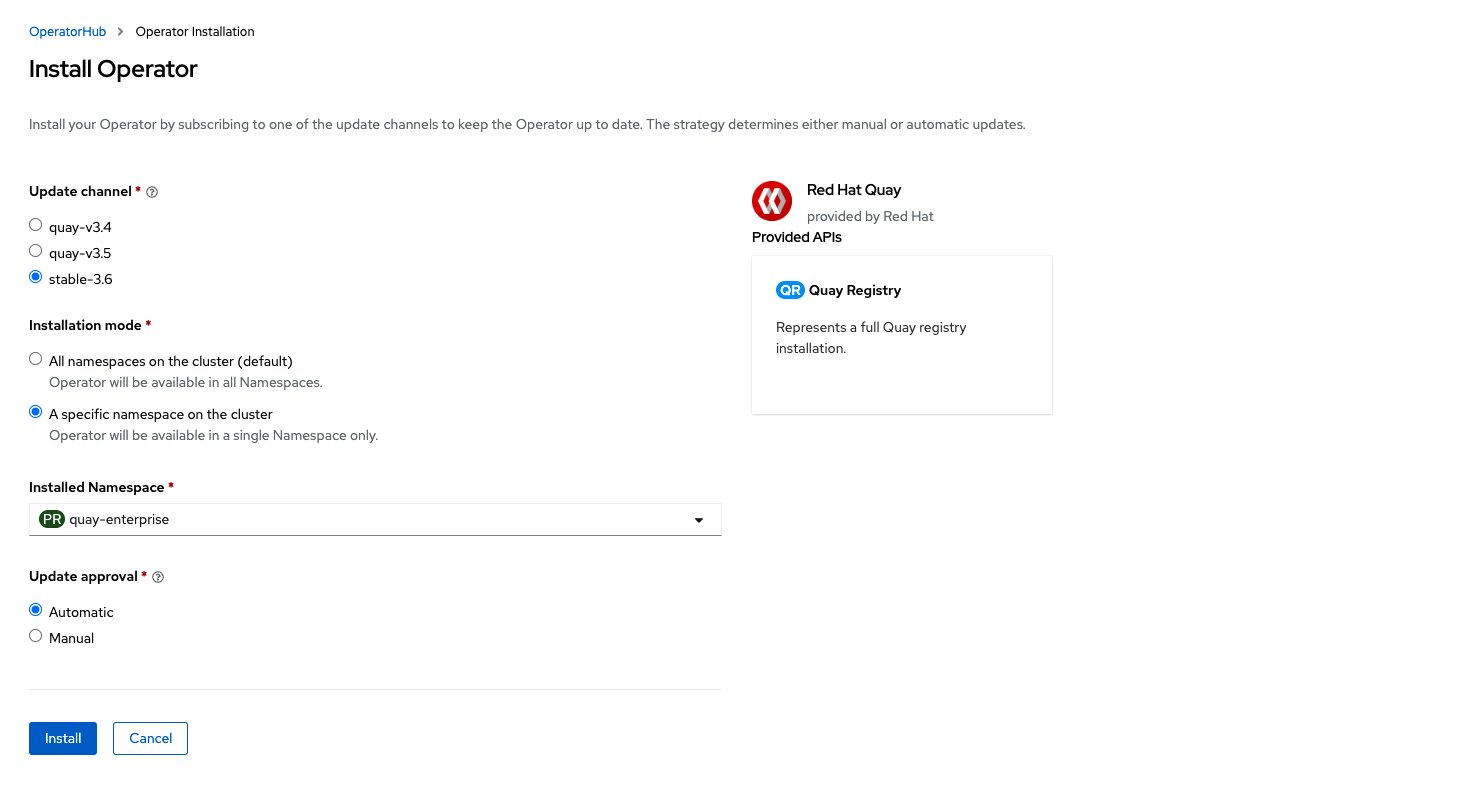 OperatorHub > Operator Installation
Install Operator
Install your Operator by subscribing to one of the update channels to keep the Operator up to date. The strategy determines either manual or automatic updates.
Update channel *
quay-v3.4
quay-v3.5
stable-3.6
Installation mode *
All namespaces on the cluster (default)
Operator will be available in all Namespaces.
A specific namespace on the cluster
Operator will be available in a single Namespace only.
Installed Namespace *
PR quay-enterprise
Update approval *
Automatic
Manual
Install Cancel
Red Hat Quay
provided by Red Hat
Provided APIs
QR Quay Registry
Represents a full Quay registry
installation.